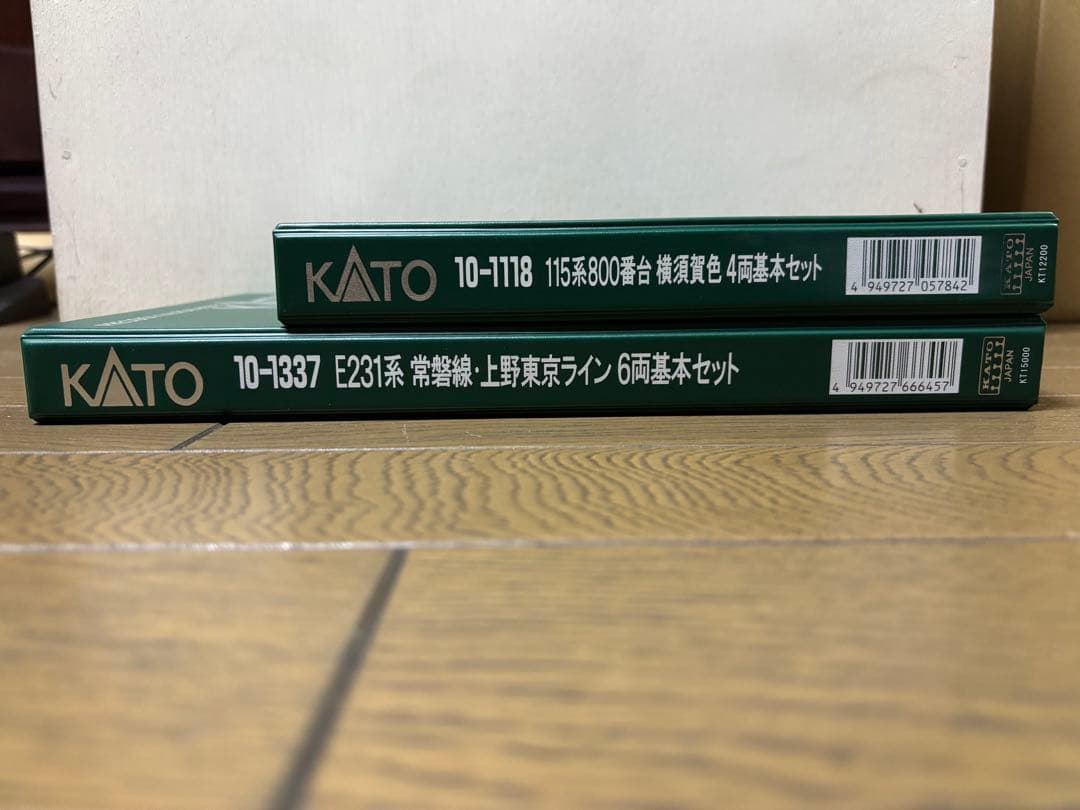 KATO 10-1118 115系800番台 横須賀色 4両基本セット
4 949727 057842
KATO
JAPAN
KT12200
KATO 10-1337 E231系 常磐線・上野東京ライン 6両基本セット
4 949727 666457
KATO
JAPAN
KT15000